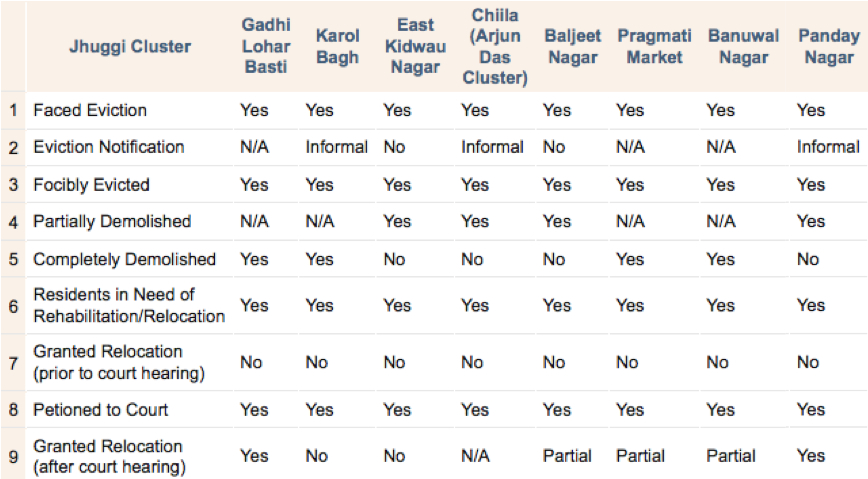 Jhuggi Cluster Gadhi Lohar Basti Karol Bagh East Kidwau Nagar Chiila (Arjun Das Cluster) Baljeet Nagar Pragmati Market Banuwal Nagar Panday Nagar
1 Faced Eviction Yes Yes Yes Yes Yes Yes Yes Yes
2 Eviction Notification N/A Informal No Informal No N/A N/A Informal
3 Focibly Evicted Yes Yes Yes Yes Yes Yes Yes Yes
4 Partially Demolished N/A N/A Yes Yes Yes N/A N/A Yes
5 Completely Demolished Yes Yes No No No Yes Yes No
6 Residents in Need of Rehabilitation/Relocation Yes Yes Yes Yes Yes Yes Yes Yes
7 Granted Relocation (prior to court hearing) No No No No No No No No
8 Petioned to Court Yes Yes Yes Yes Yes Yes Yes Yes
9 Granted Relocation (after court hearing) Yes No No N/A Partial Partial Partial Yes